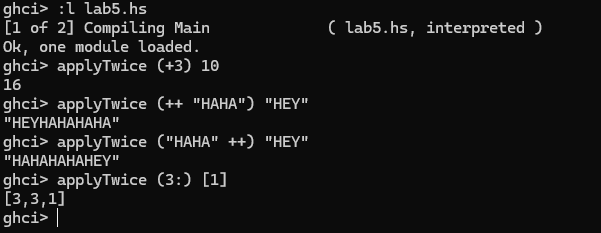 ghci> :l lab5.hs
[1 of 2] Compiling Main             ( lab5.hs, interpreted )
Ok, one module loaded.
ghci> applyTwice (+3) 10
16
ghci> applyTwice (++ "HAHA") "HEY"
"HEYHAHAHAHA"
ghci> applyTwice ("HAHA" ++) "HEY"
"HAHAHAHAHEY"
ghci> applyTwice (3:) [1]
[3,3,1]
ghci>